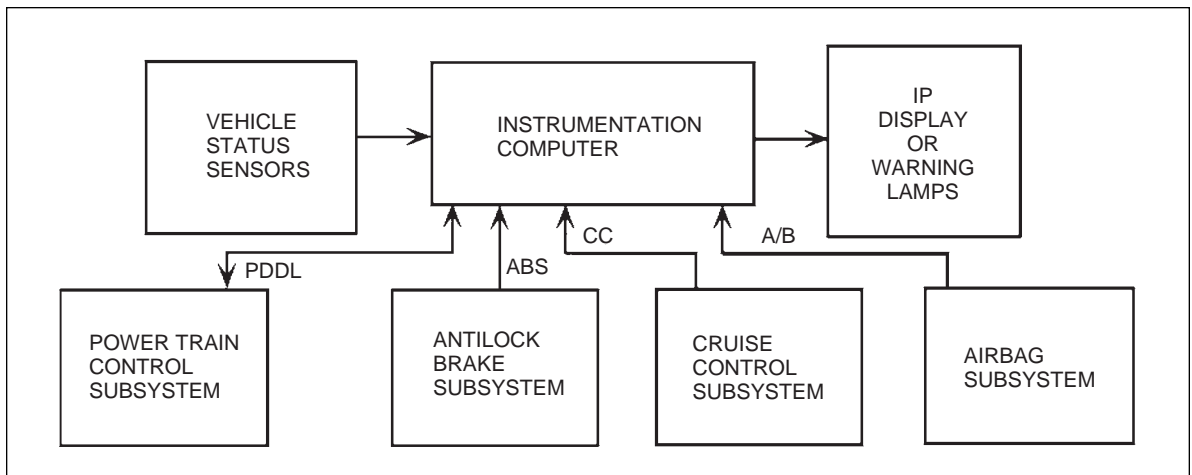 VEHICLE
STATUS
SENSORS
INSTRUMENTATION
COMPUTER
IP
DISPLAY
OR
WARNING
LAMPS
PDDL
ABS
CC
A/B
POWER TRAIN
CONTROL
SUBSYSTEM
ANTILOCK
BRAKE
SUBSYSTEM
CRUISE
CONTROL
SUBSYSTEM
AIRBAG
SUBSYSTEM